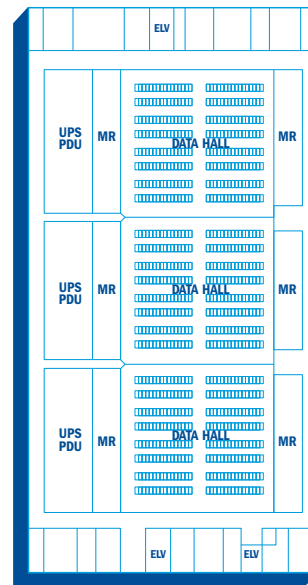 ELV
UPS
PDU
MR
DATA HALL
MR
UPS
PDU
MR
DATA HALL
MR
UPS
PDU
MR
DATA HALL
MR
ELV
ELV